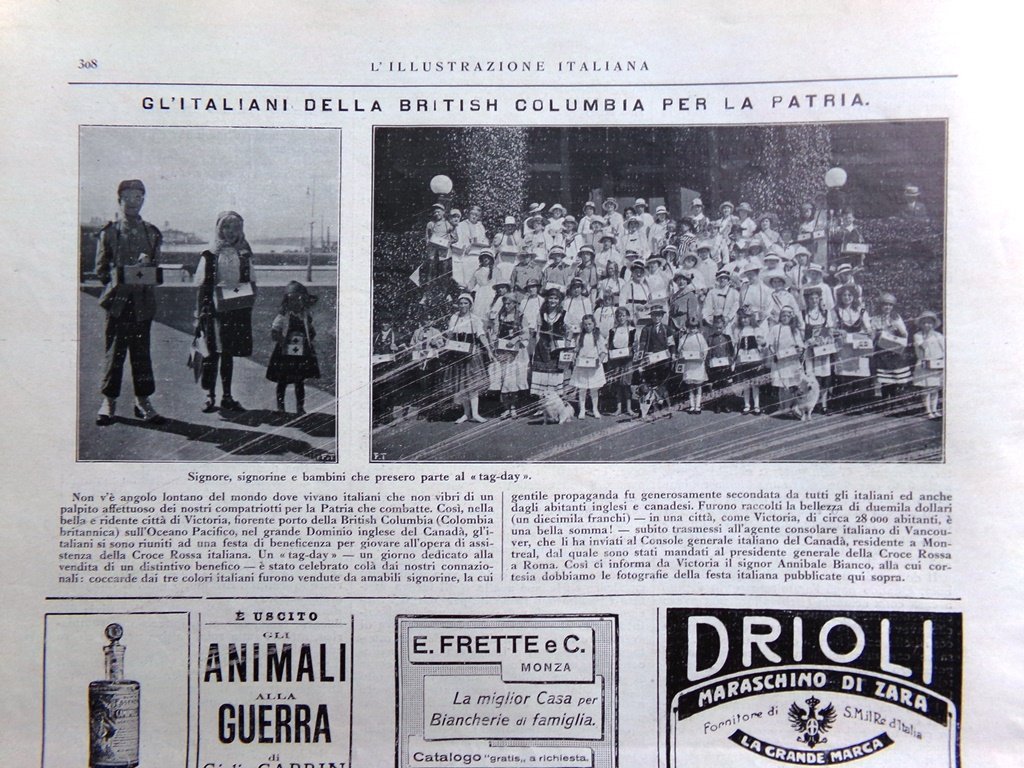 308
L'ILLUSTRAZIONE ITALIANA
GL'ITALIANI DELLA BRITISH COLUMBIA PER LA PATRIA.
F.T
F.T
Signore, signorine e bambini che presero parte al «tag-day».
Non v'è angolo lontano del mondo dove vivano italiani che non vibri di un
palpito affettuoso dei nostri compatriotti per la Patria che combatte. Così, nella
bella e ridente città di Victoria, fiorente porto della British Columbia (Colombia
britannica) sull'Oceano Pacifico, nel grande Dominio inglese del Canadà, gl'i-
taliani si sono riuniti ad una festa di beneficenza per giovare all'opera di assi-
stenza della Croce Rossa italiana. Un «tag-day» — un giorno dedicato alla
vendita di un distintivo benefico — è stato celebrato colà dai nostri connazio-
nali: coccarde dai tre colori italiani furono vendute da amabili signorine, la cui
gentile propaganda fu generosamente secondata da tutti gli italiani ed anche
dagli abitanti inglesi e canadesi. Furono raccolti la bellezza di duemila dollari
(un diecimila franchi) — in una città, come Victoria, di circa 28 000 abitanti, è
una bella somma! — subito trasmessi all'agente consolare italiano di Vancou-
ver, che li ha inviati al Console generale italiano del Canadà, residente a Mon-
treal, dal quale sono stati mandati al presidente generale della Croce Rossa
a Roma. Così ci informa da Victoria il signor Annibale Bianco, alla cui cor-
tesia dobbiamo le fotografie della festa italiana pubblicate qui sopra.
È USCITO
GLI
ANIMALI
ALLA
GUERRA
di
E. FRETTE e C.
MONZA
La miglior Casa per
Biancherie di famiglia.
Catalogo "gratis,, a richiesta.
DRIOLI
MARASCHINO DI ZARA
Fornitore di S.M. il Re d'Italia
LA GRANDE MARCA